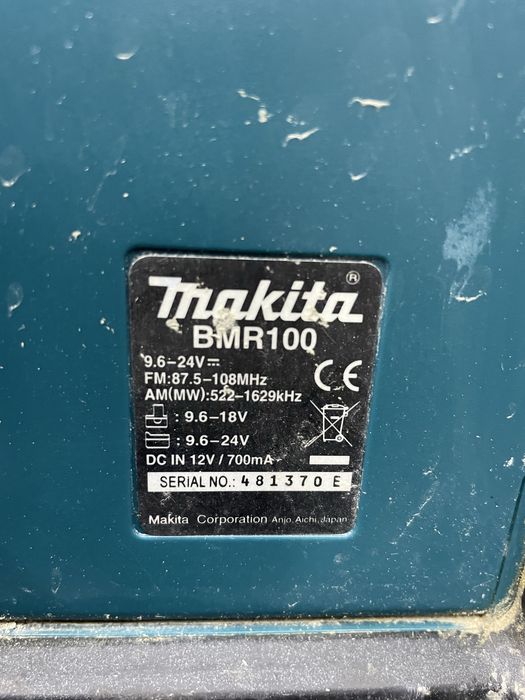 makita®
BMR100
9.6–24V⎓
FM:87.5–108MHz
AM(MW):522–1629kHz
CE
: 9.6–18V
: 9.6–24V
DC IN 12V / 700mA
SERIAL NO.: 481370 E
Makita Corporation Anjo, Aichi, Japan